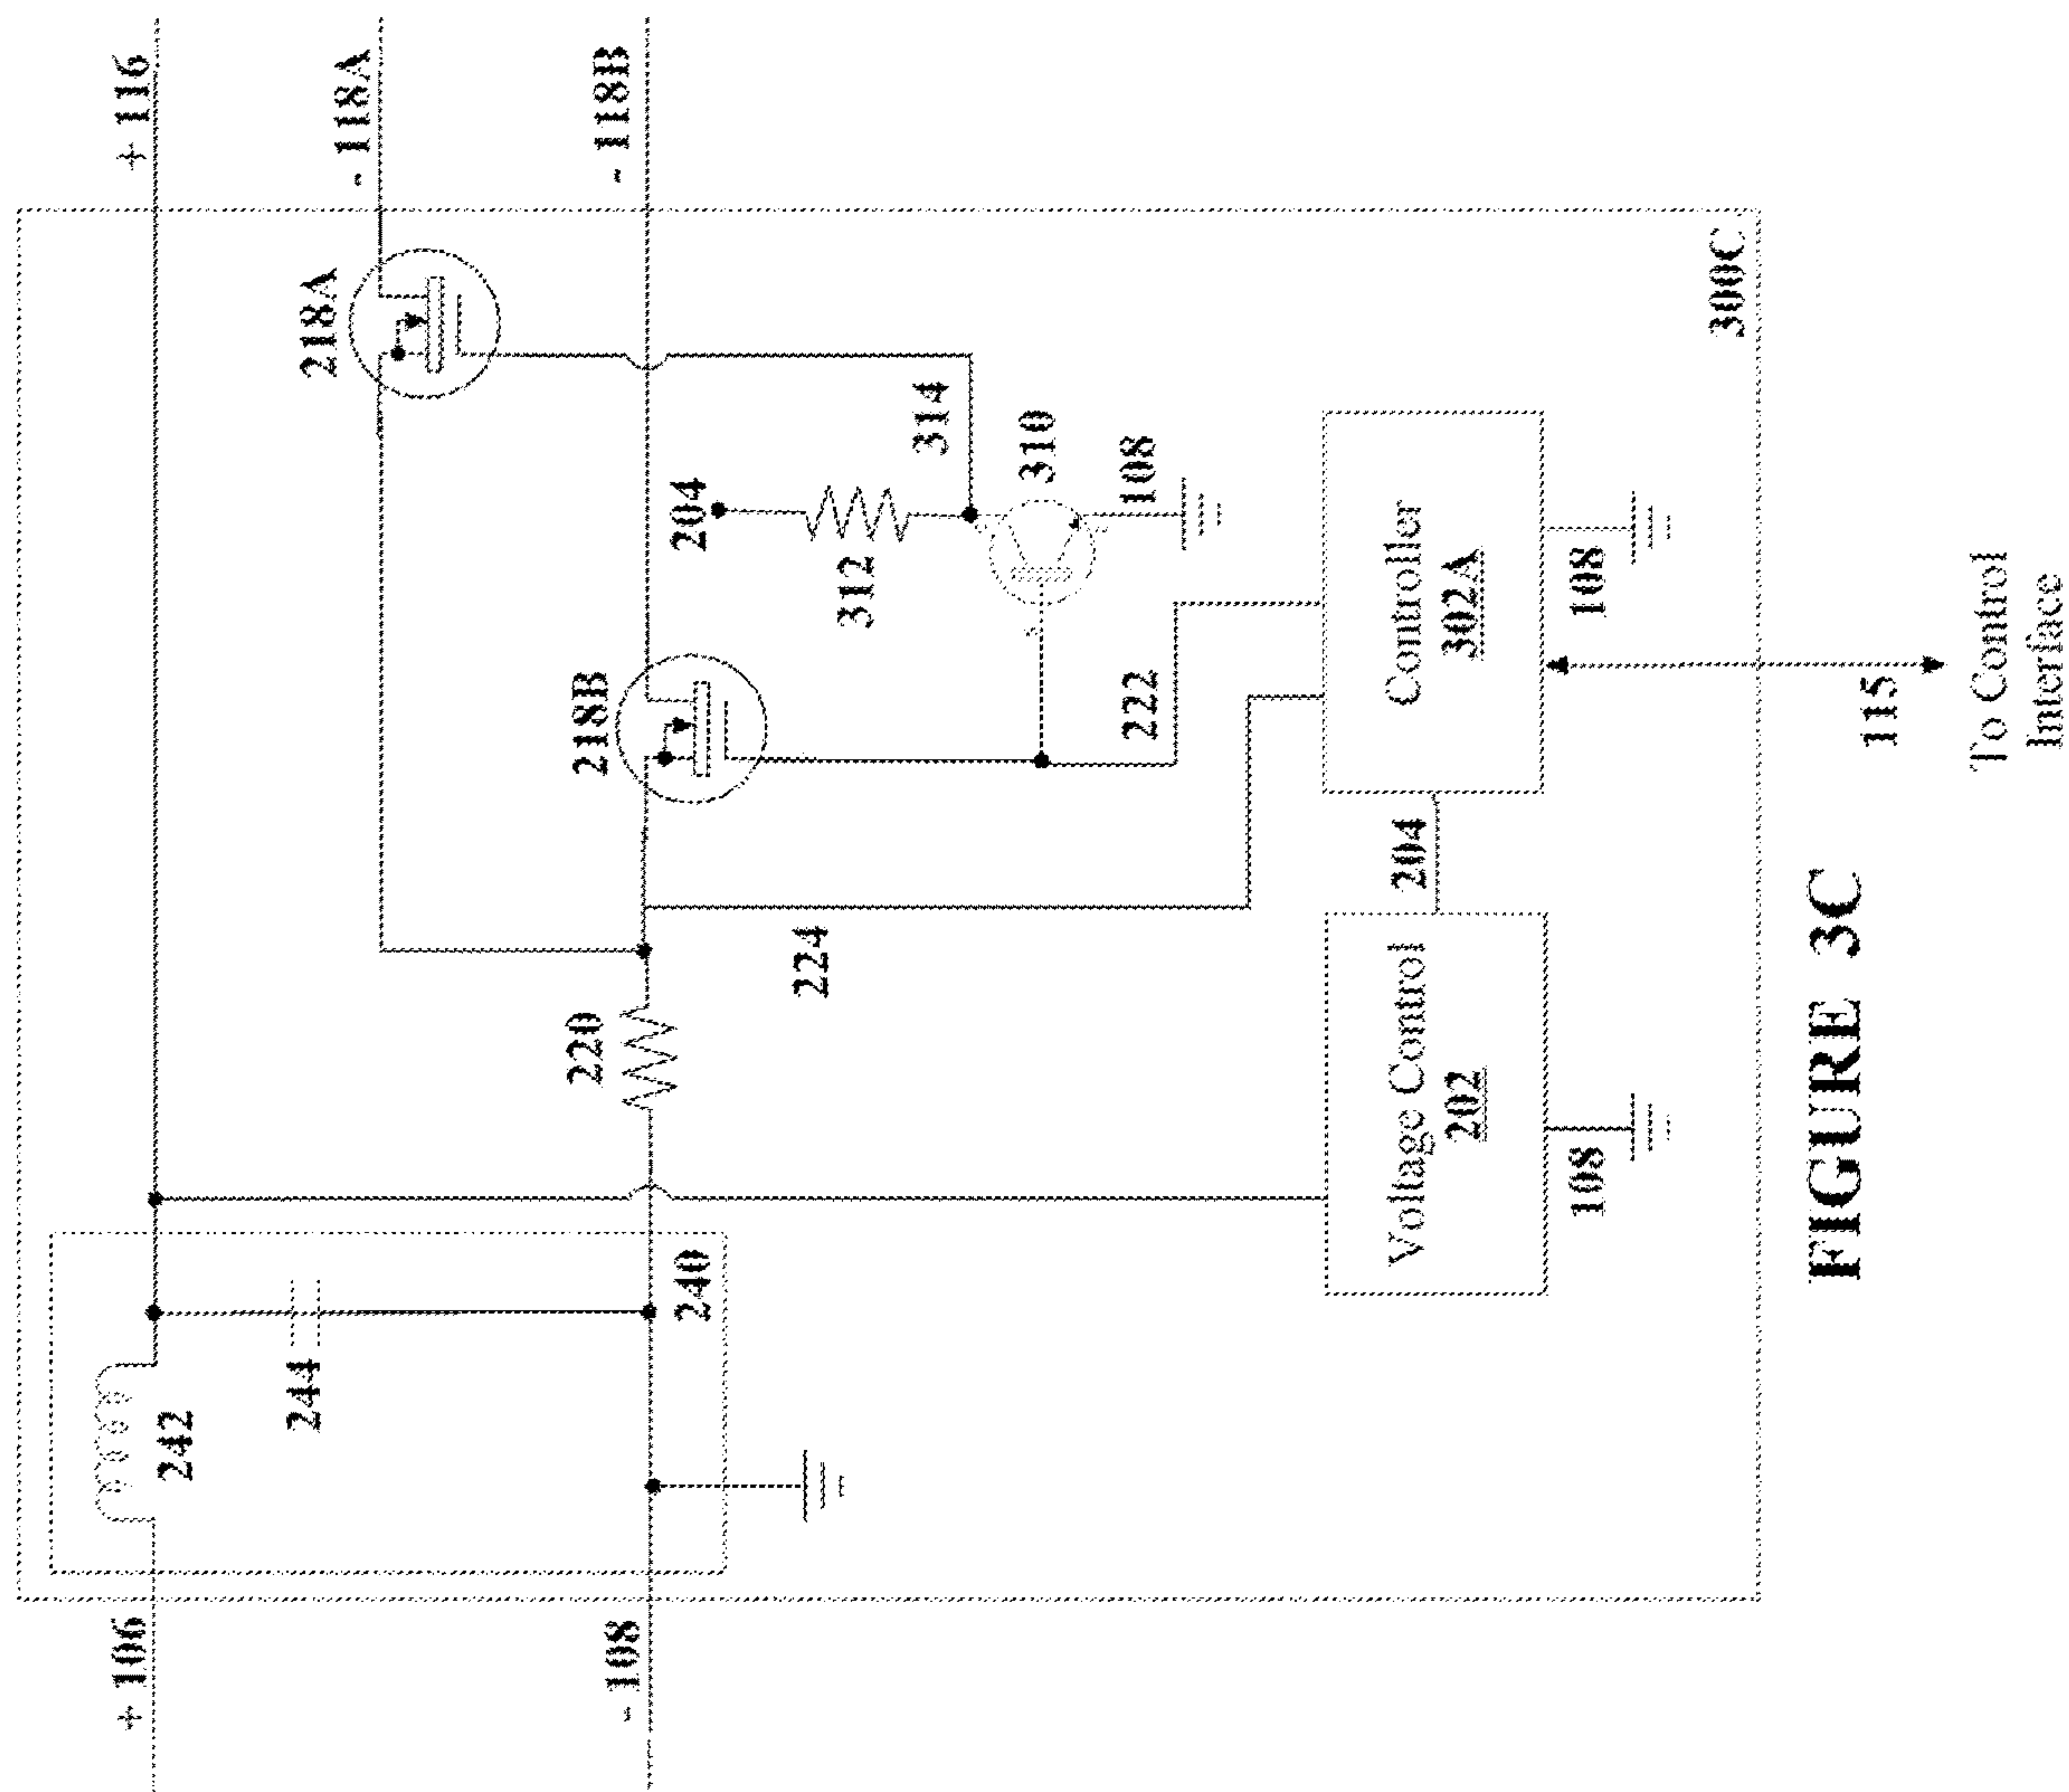 + 106
+ 116
242
244
218A
- 118A
- 108
220
218B
- 118B
240
204
224
312
314
310
222
108
Voltage Control
202
204
Controller
302A
108
108
300C
115
FIGURE 3C
To Control
Interface